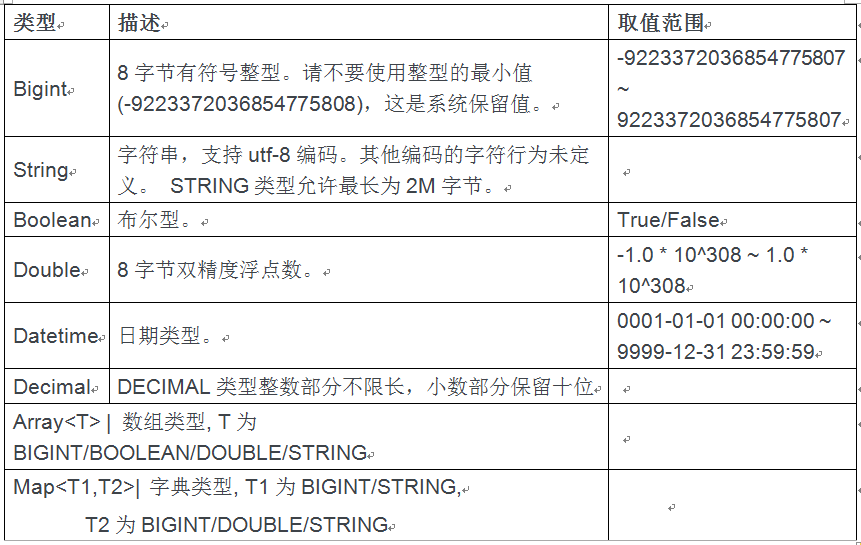 类型 描述 取值范围
Bigint
8 字节有符号整型。请不要使用整型的最小值
(-9223372036854775808)，这是系统保留值。
-9223372036854775807
~
9223372036854775807
String
字符串，支持 utf-8 编码。其他编码的字符行为未定
义。 STRING 类型允许最长为 2M 字节。
Boolean 布尔型。 True/False
Double 8 字节双精度浮点数。
-1.0 * 10^308 ~ 1.0 *
10^308
Datetime 日期类型。
0001-01-01 00:00:00 ~
9999-12-31 23:59:59
Decimal DECIMAL 类型整数部分不限长，小数部分保留十位
Array<T> | 数组类型, T 为
BIGINT/BOOLEAN/DOUBLE/STRING
Map<T1,T2>| 字典类型, T1 为 BIGINT/STRING,
T2 为 BIGINT/DOUBLE/STRING